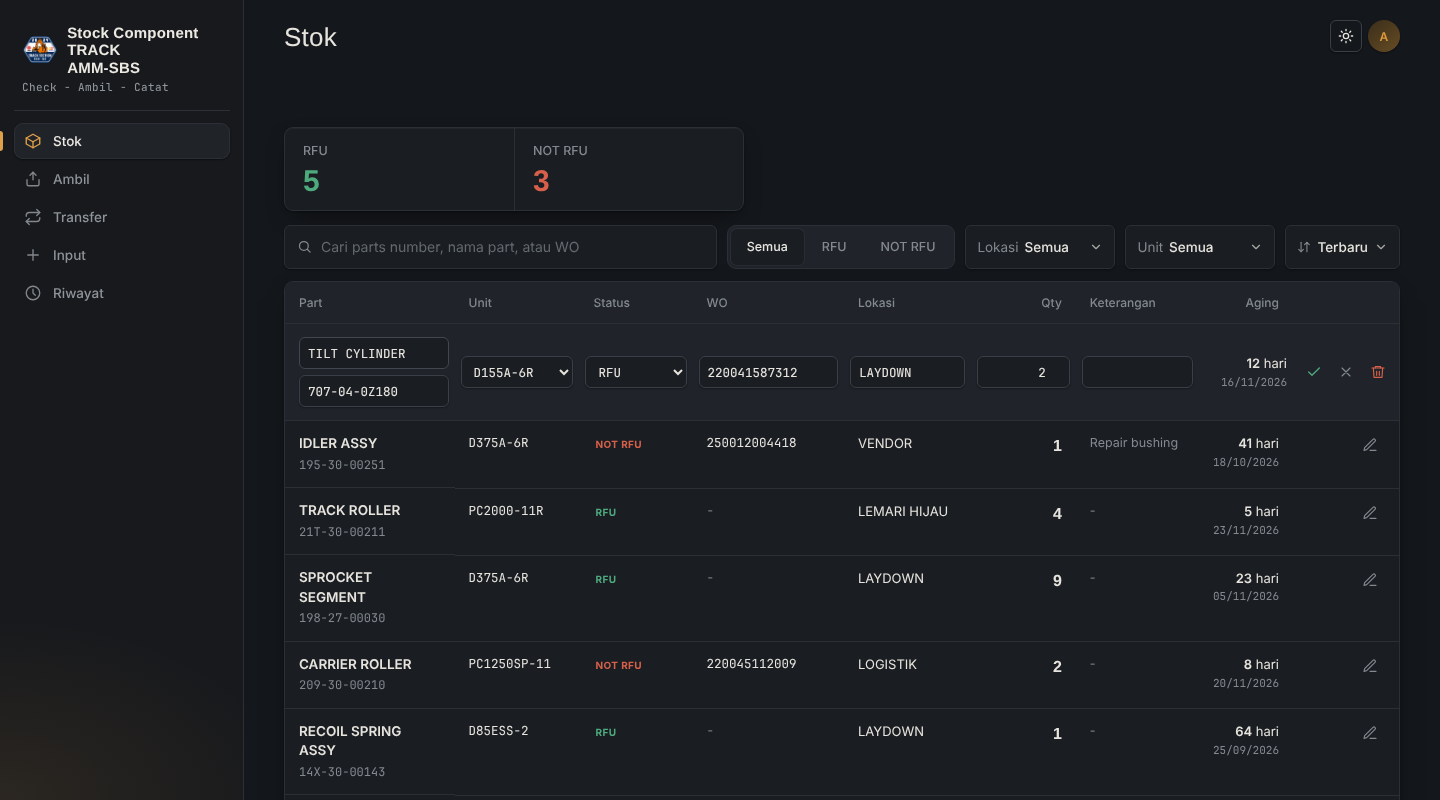 Stock Component
TRACK
AMM-SBS
Check - Ambil - Catat
Stok
Ambil
Transfer
Input
Riwayat
Stok
A
RFU
5
NOT RFU
3
Cari parts number, nama part, atau WO
Semua RFU NOT RFU
Lokasi Semua
Unit Semua
Terbaru
Part Unit Status WO Lokasi Qty Keterangan Aging
TILT CYLINDER
707-04-0Z180
D155A-6R RFU 220041587312 LAYDOWN 2
12 hari
16/11/2026
IDLER ASSY D375A-6R NOT RFU 250012004418 VENDOR 1 Repair bushing 41 hari
195-30-00251 18/10/2026
TRACK ROLLER PC2000-11R RFU - LEMARI HIJAU 4 - 5 hari
21T-30-00211 23/11/2026
SPROCKET D375A-6R RFU - LAYDOWN 9 - 23 hari
SEGMENT 05/11/2026
198-27-00030
CARRIER ROLLER PC1250SP-11 NOT RFU 220045112009 LOGISTIK 2 - 8 hari
209-30-00210 20/11/2026
RECOIL SPRING D85ESS-2 RFU - LAYDOWN 1 - 64 hari
ASSY 25/09/2026
14X-30-00143